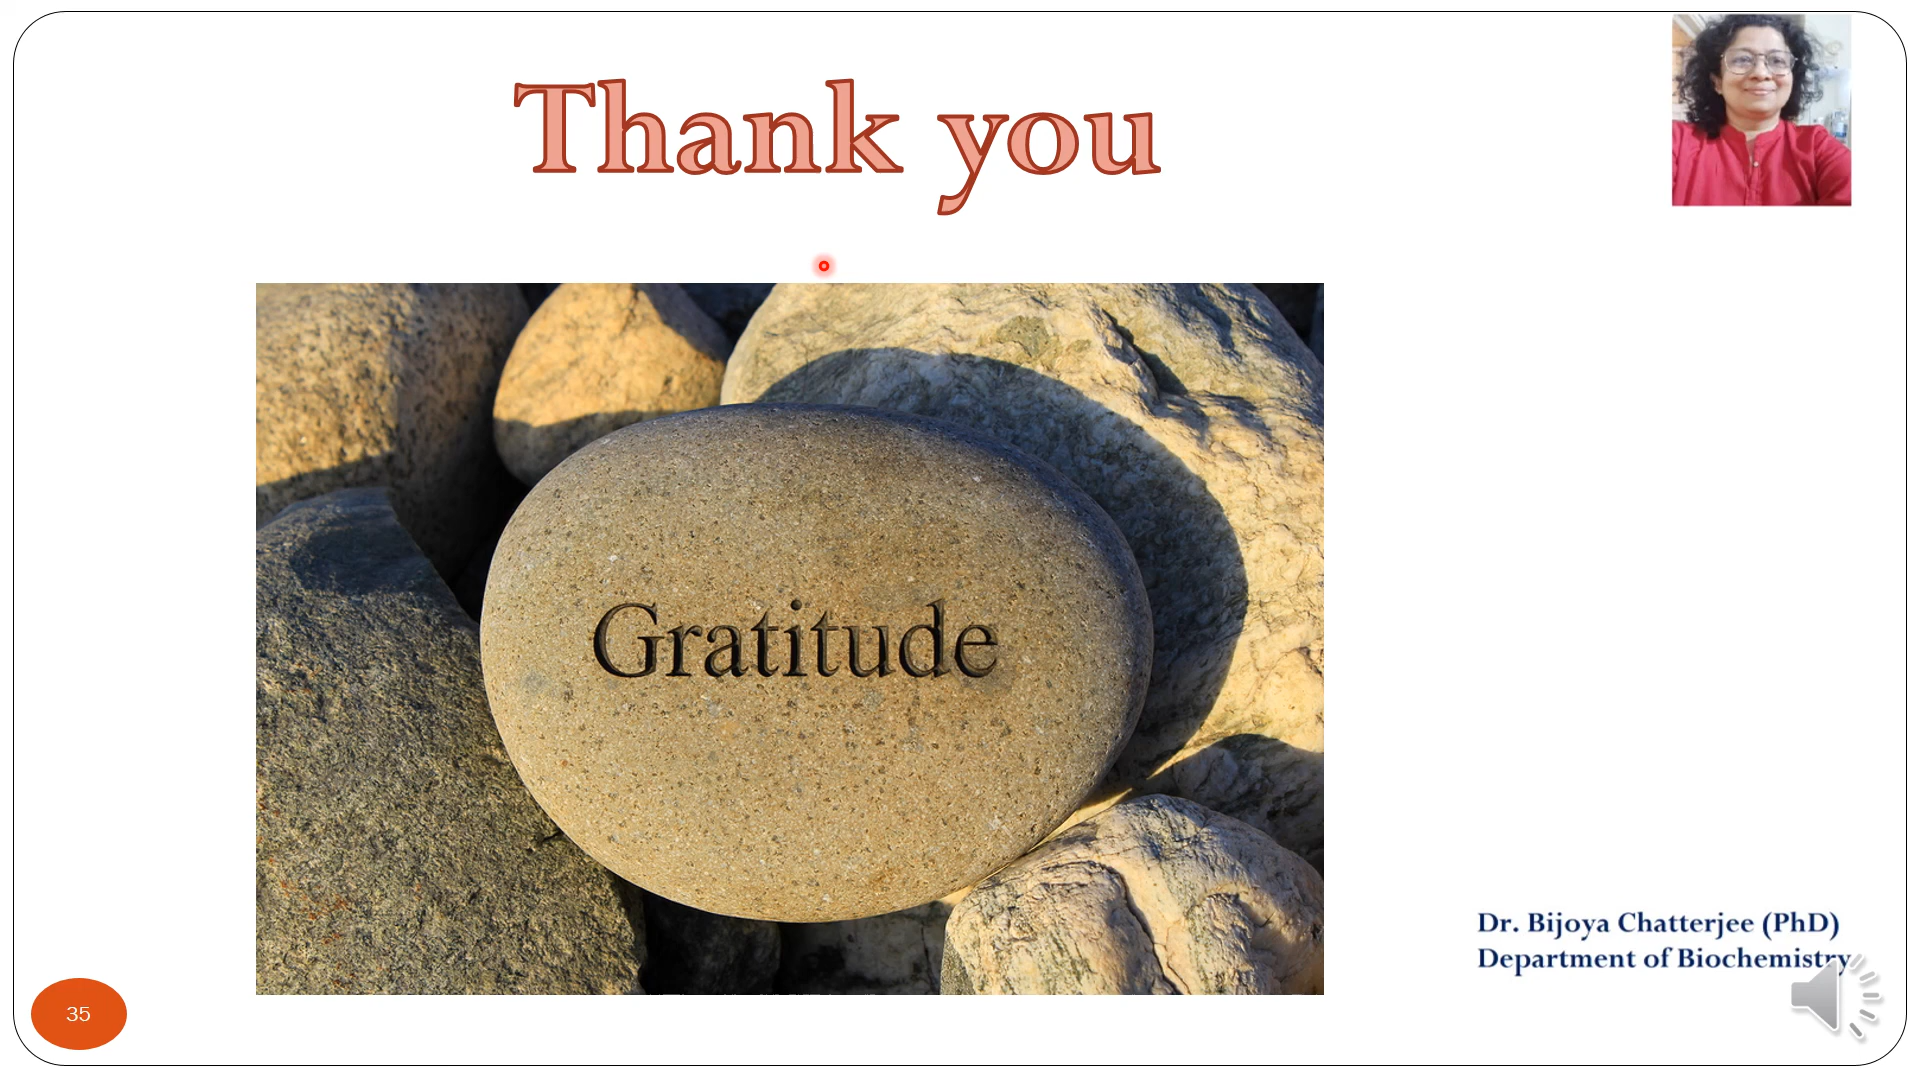 Thank you
Gratitude
Dr. Bijoya Chatterjee (PhD)
Department of Biochemistry
35